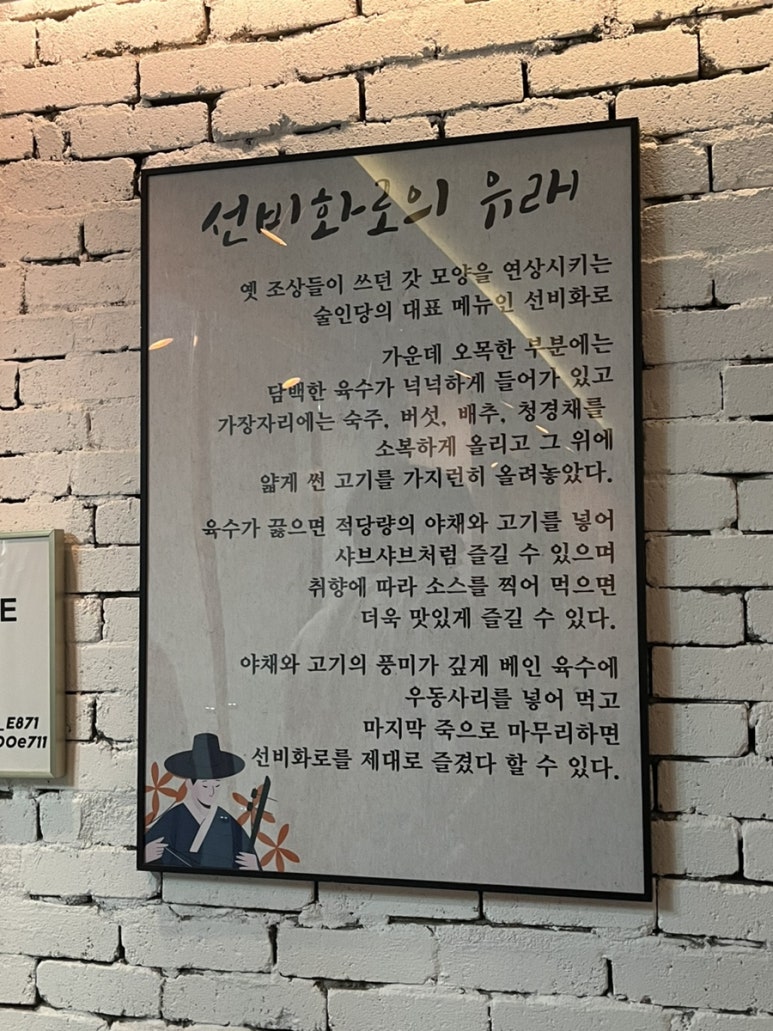 선비화로의 유래
옛 조상들이 쓰던 갓 모양을 연상시키는
술인당의 대표 메뉴인 선비화로
가운데 오목한 부분에는
담백한 육수가 넉넉하게 들어가 있고
가장자리에는 숙주, 버섯, 배추, 청경채를
소복하게 올리고 그 위에
얇게 썬 고기를 가지런히 올려놓았다.
육수가 끓으면 적당량의 야채와 고기를 넣어
샤브샤브처럼 즐길 수 있으며
취향에 따라 소스를 찍어 먹으면
더욱 맛있게 즐길 수 있다.
야채와 고기의 풍미가 깊게 베인 육수에
우동사리를 넣어 먹고
마지막 죽으로 마무리하면
선비화로를 제대로 즐겼다 할 수 있다.
E
_E871
00e711